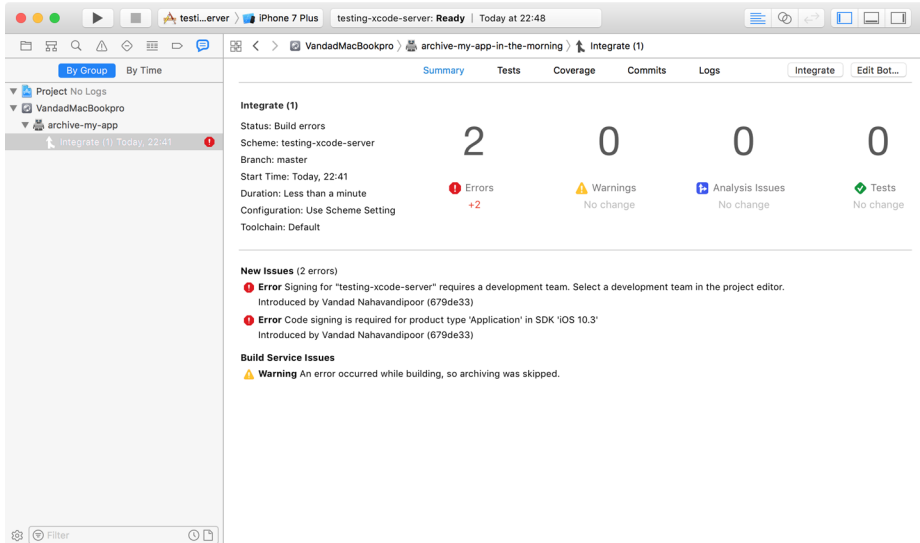 testi...erver
iPhone 7 Plus
testing-xcode-server: Ready | Today at 22:48
VandadMacBookpro
archive-my-app-in-the-morning
Integrate (1)
By Group
By Time
Summary
Tests
Coverage
Commits
Logs
Integrate
Edit Bot...
Project No Logs
VandadMacBookpro
archive-my-app
Integrate (1) Today, 22:41
Integrate (1)
Status: Build errors
Scheme: testing-xcode-server
Branch: master
Start Time: Today, 22:41
Duration: Less than a minute
Configuration: Use Scheme Setting
Toolchain: Default
2
0
0
0
Errors
Warnings
Analysis Issues
Tests
+2
No change
No change
No change
New Issues (2 errors)
Error Signing for "testing-xcode-server" requires a development team. Select a development team in the project editor.
Introduced by Vandad Nahavandipoor (679de33)
Error Code signing is required for product type 'Application' in SDK 'iOS 10.3'
Introduced by Vandad Nahavandipoor (679de33)
Build Service Issues
Warning An error occurred while building, so archiving was skipped.
Filter